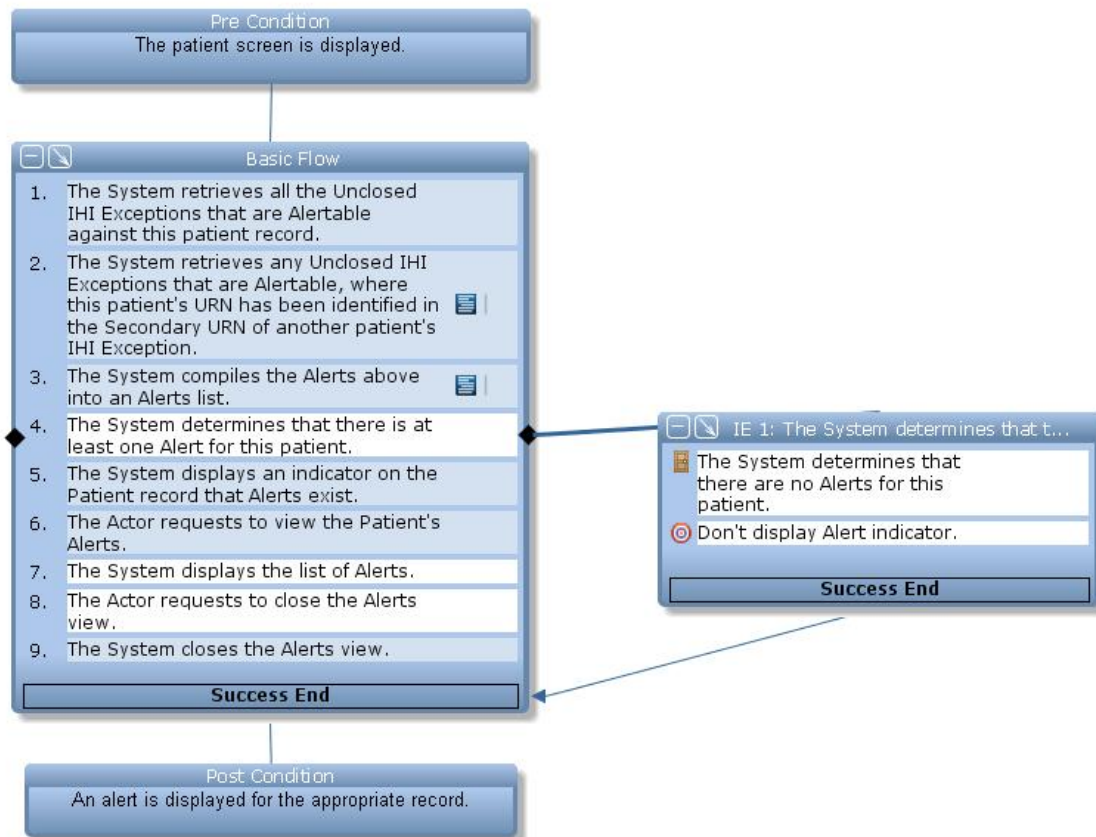 Pre Condition
The patient screen is displayed.
Basic Flow
1. The System retrieves all the Unclosed
IHI Exceptions that are Alertable
against this patient record.
2. The System retrieves any Unclosed IHI
Exceptions that are Alertable, where
this patient's URN has been identified in
the Secondary URN of another patient's
IHI Exception.
3. The System compiles the Alerts above
into an Alerts list.
4. The System determines that there is at
least one Alert for this patient.
5. The System displays an indicator on the
Patient record that Alerts exist.
6. The Actor requests to view the Patient's
Alerts.
7. The System displays the list of Alerts.
8. The Actor requests to close the Alerts
view.
9. The System closes the Alerts view.
Success End
IE 1: The System determines that t...
The System determines that
there are no Alerts for this
patient.
Don't display Alert indicator.
Success End
Post Condition
An alert is displayed for the appropriate record.